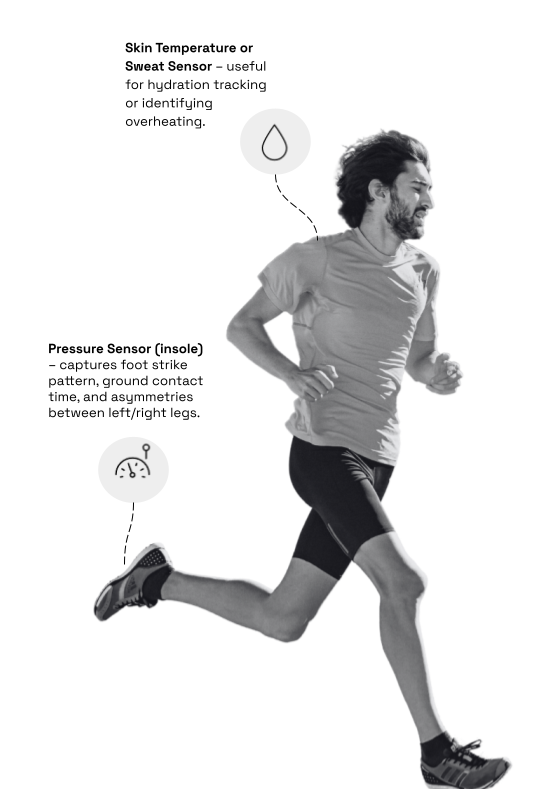 Skin Temperature or
Sweat Sensor – useful
for hydration tracking
or identifying
overheating.
Pressure Sensor (insole)
– captures foot strike
pattern, ground contact
time, and asymmetries
between left/right legs.